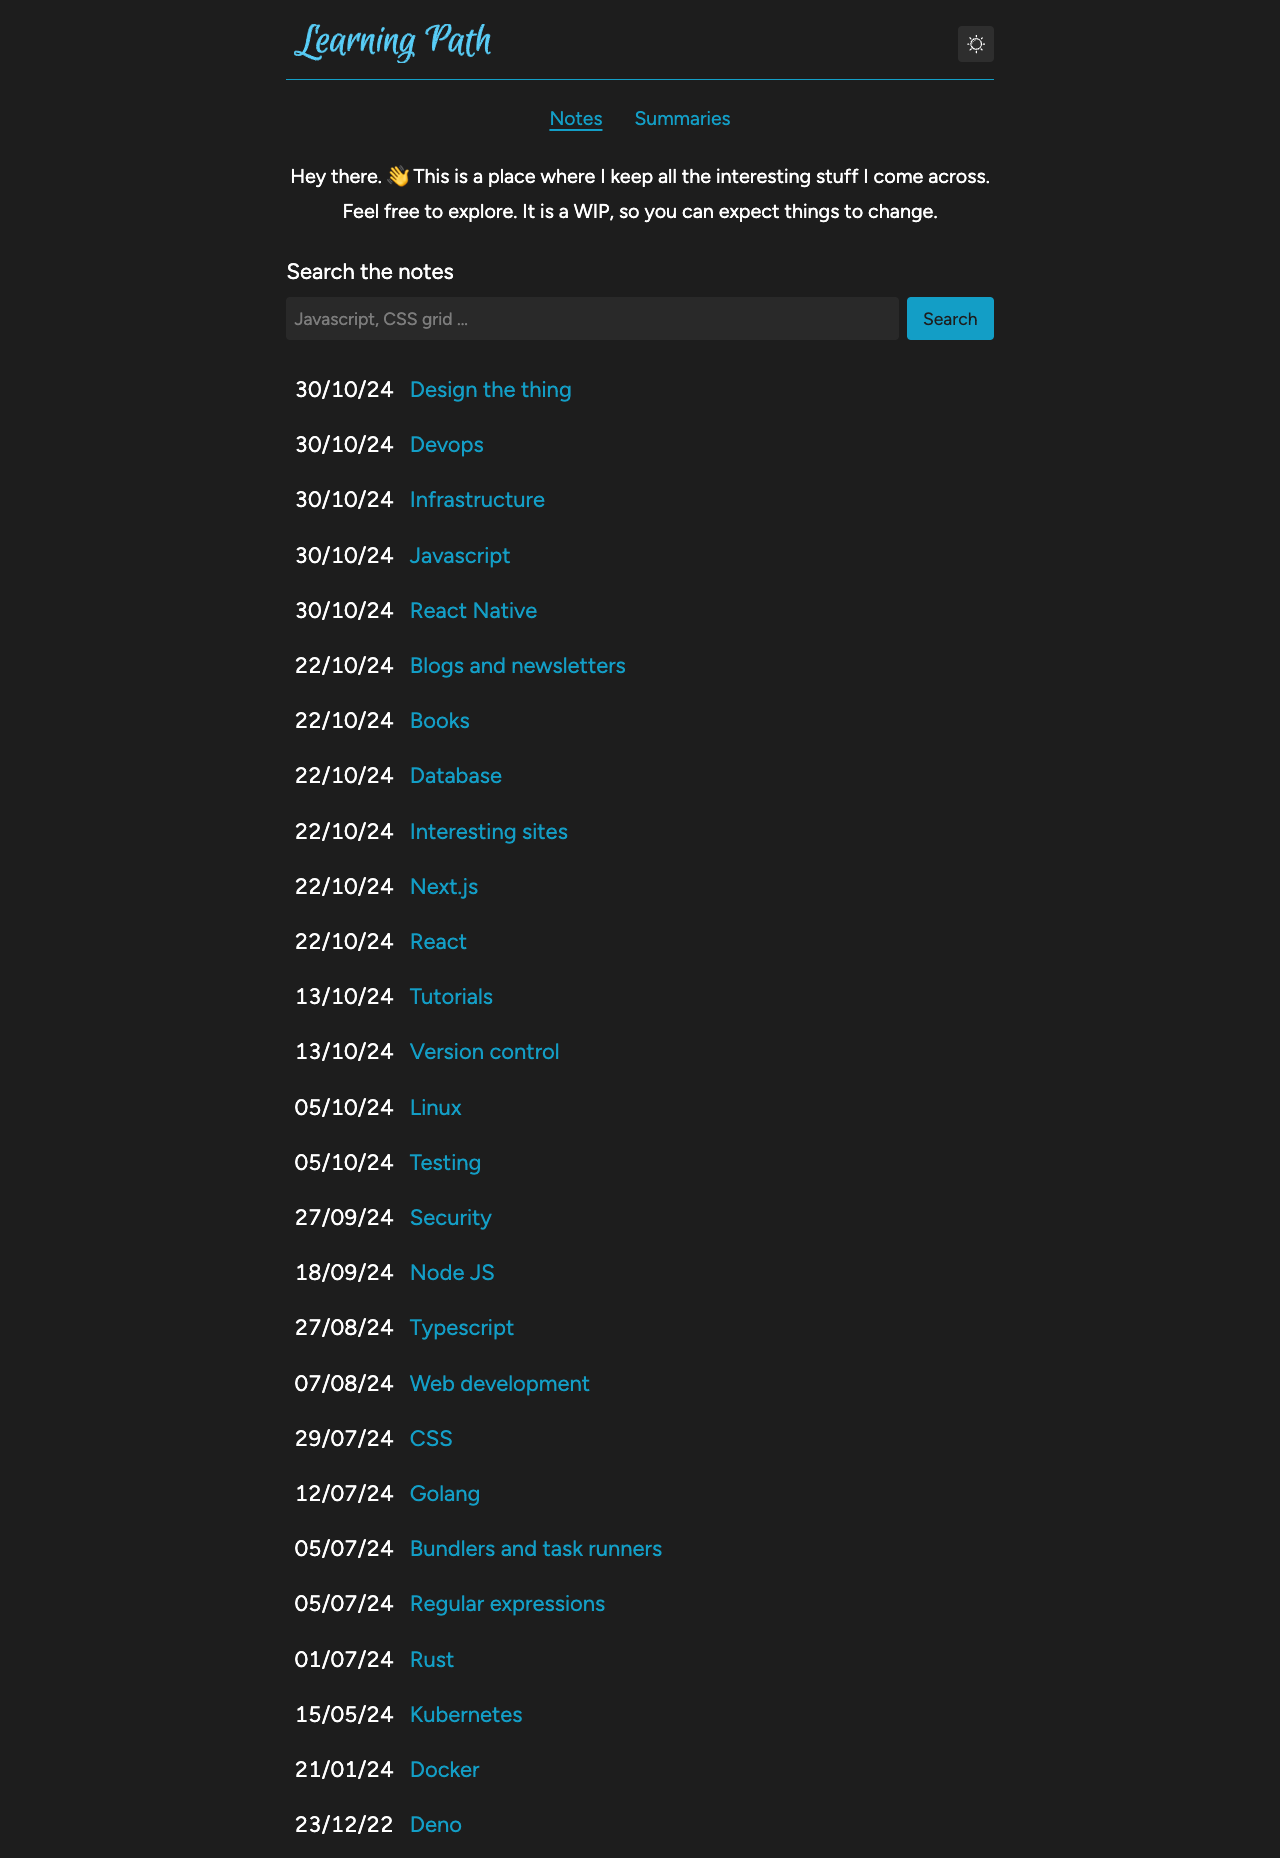 Learning Path
Notes Summaries
Hey there. 👋 This is a place where I keep all the interesting stuff I come across.
Feel free to explore. It is a WIP, so you can expect things to change.
Search the notes
Javascript, CSS grid ... Search
30/10/24 Design the thing
30/10/24 Devops
30/10/24 Infrastructure
30/10/24 Javascript
30/10/24 React Native
22/10/24 Blogs and newsletters
22/10/24 Books
22/10/24 Database
22/10/24 Interesting sites
22/10/24 Next.js
22/10/24 React
13/10/24 Tutorials
13/10/24 Version control
05/10/24 Linux
05/10/24 Testing
27/09/24 Security
18/09/24 Node JS
27/08/24 Typescript
07/08/24 Web development
29/07/24 CSS
12/07/24 Golang
05/07/24 Bundlers and task runners
05/07/24 Regular expressions
01/07/24 Rust
15/05/24 Kubernetes
21/01/24 Docker
23/12/22 Deno